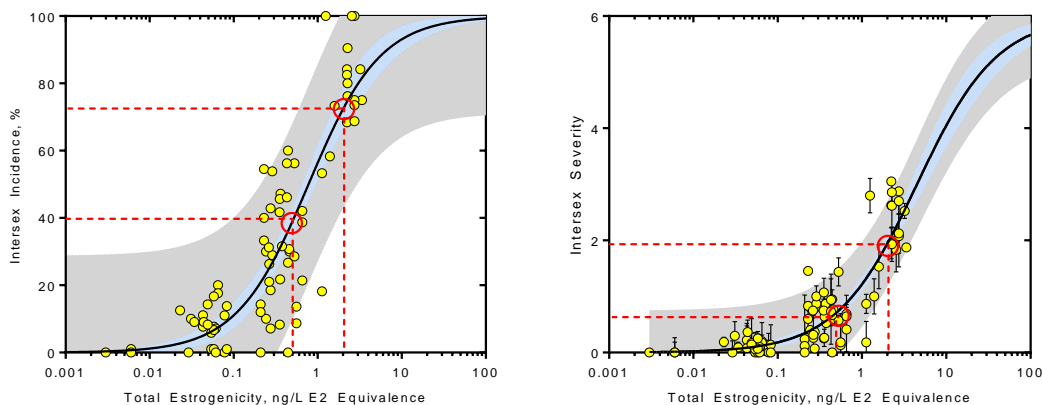 100
80
60
40
20
0
Intersex Incidence, %
0.001 0.01 0.1 1 10 100
Total Estrogenicity, ng/L E2 Equivalence
6
4
2
0
Intersex Severity
0.001 0.01 0.1 1 10 100
Total Estrogenicity, ng/L E2 Equivalence